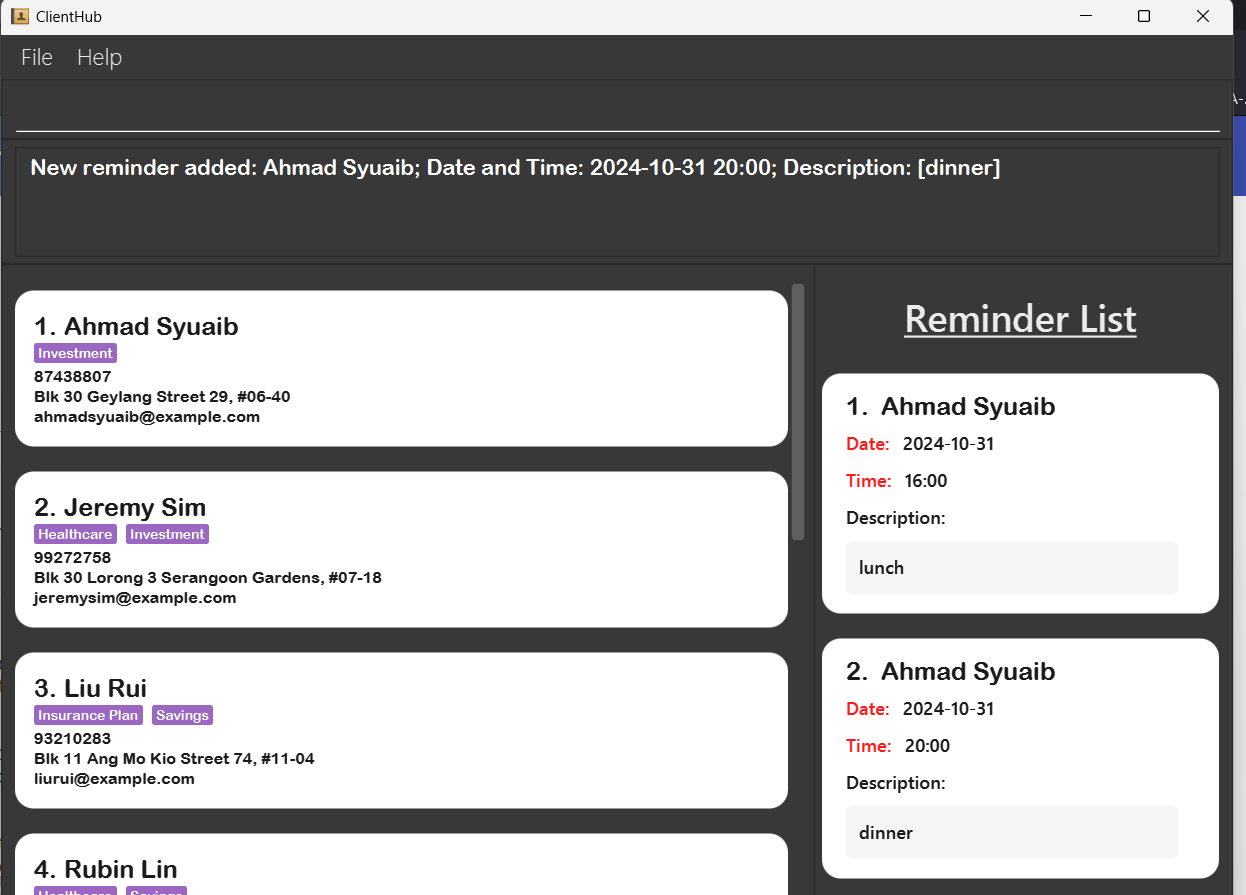 ClientHub
File Help
New reminder added: Ahmad Syuaib; Date and Time: 2024-10-31 20:00; Description: [dinner]
1. Ahmad Syuaib
Investment
87438807
Blk 30 Geylang Street 29, #06-40
ahmadsyuaib@example.com
2. Jeremy Sim
Healthcare Investment
99272758
Blk 30 Lorong 3 Serangoon Gardens, #07-18
jeremysim@example.com
3. Liu Rui
Insurance Plan Savings
93210283
Blk 11 Ang Mo Kio Street 74, #11-04
liurui@example.com
4. Rubin Lin
Healthcare Savings
Reminder List
1. Ahmad Syuaib
Date: 2024-10-31
Time: 16:00
Description:
lunch
2. Ahmad Syuaib
Date: 2024-10-31
Time: 20:00
Description:
dinner